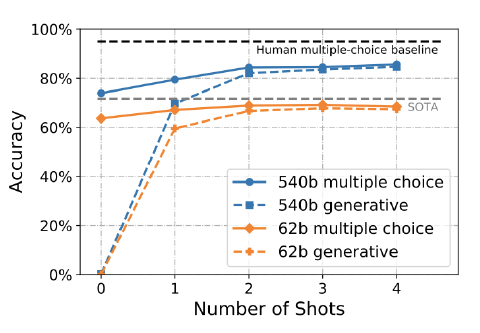 100%
80%
60%
40%
20%
0%
Accuracy
Human multiple-choice baseline
SOTA
540b multiple choice
540b generative
62b multiple choice
62b generative
0 1 2 3 4
Number of Shots